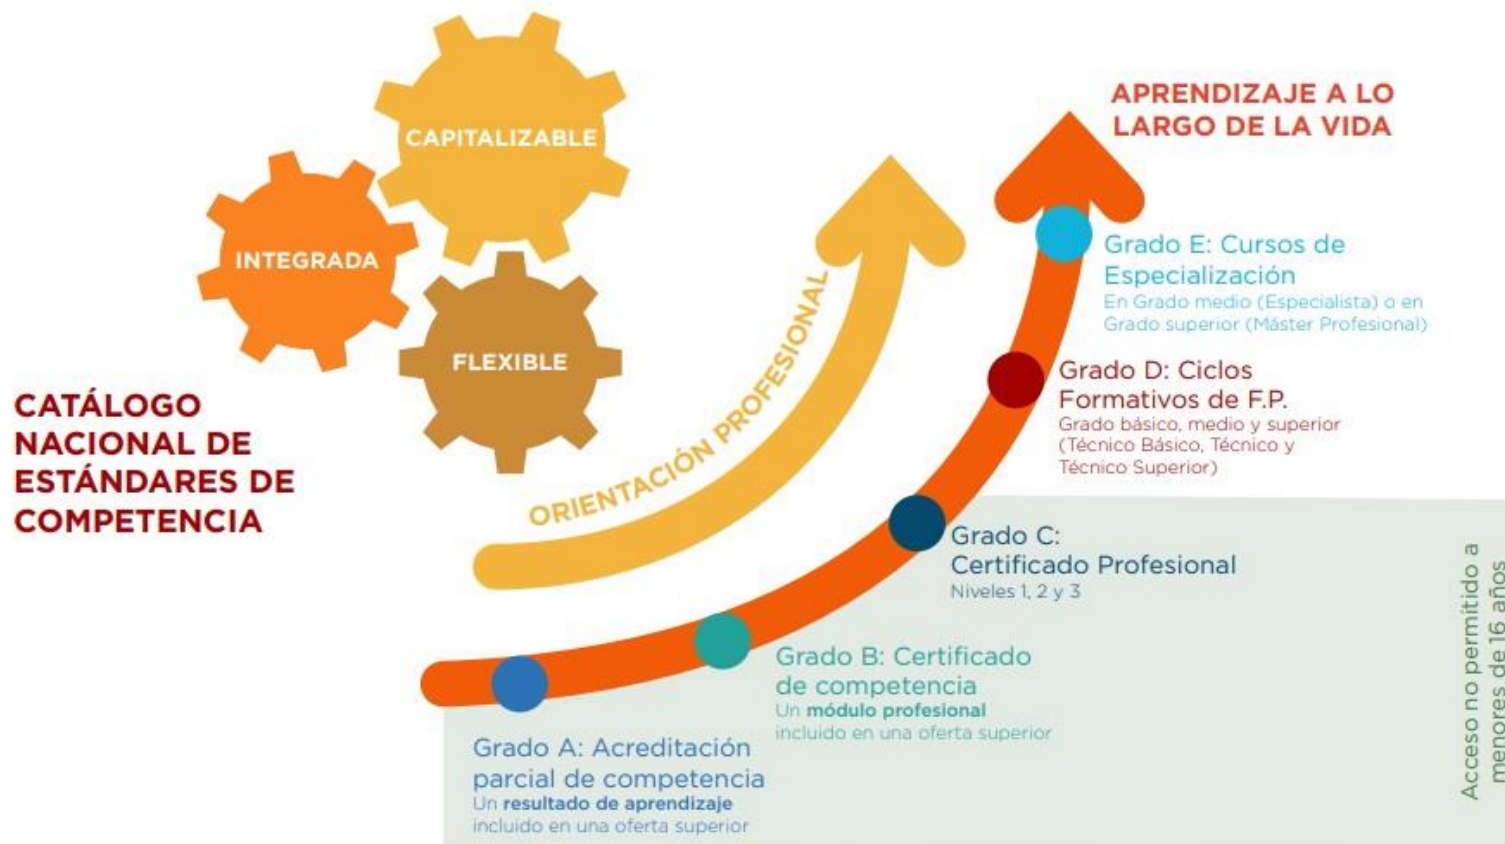 CAPITALIZABLE
INTEGRADA
FLEXIBLE
CATÁLOGO
NACIONAL DE
ESTÁNDARES DE
COMPETENCIA
ORIENTACIÓN PROFESIONAL
APRENDIZAJE A LO
LARGO DE LA VIDA
Grado E: Cursos de
Especialización
En Grado medio (Especialista) o en
Grado superior (Máster Profesional)
Grado D: Ciclos
Formativos de F.P.
Grado básico, medio y superior
(Técnico Básico, Técnico y
Técnico Superior)
Grado C:
Certificado Profesional
Niveles 1, 2 y 3
Grado B: Certificado
de competencia
Un módulo profesional
incluido en una oferta superior
Grado A: Acreditación
parcial de competencia
Un resultado de aprendizaje
incluido en una oferta superior
Acceso no permitido a
menores de 16 años